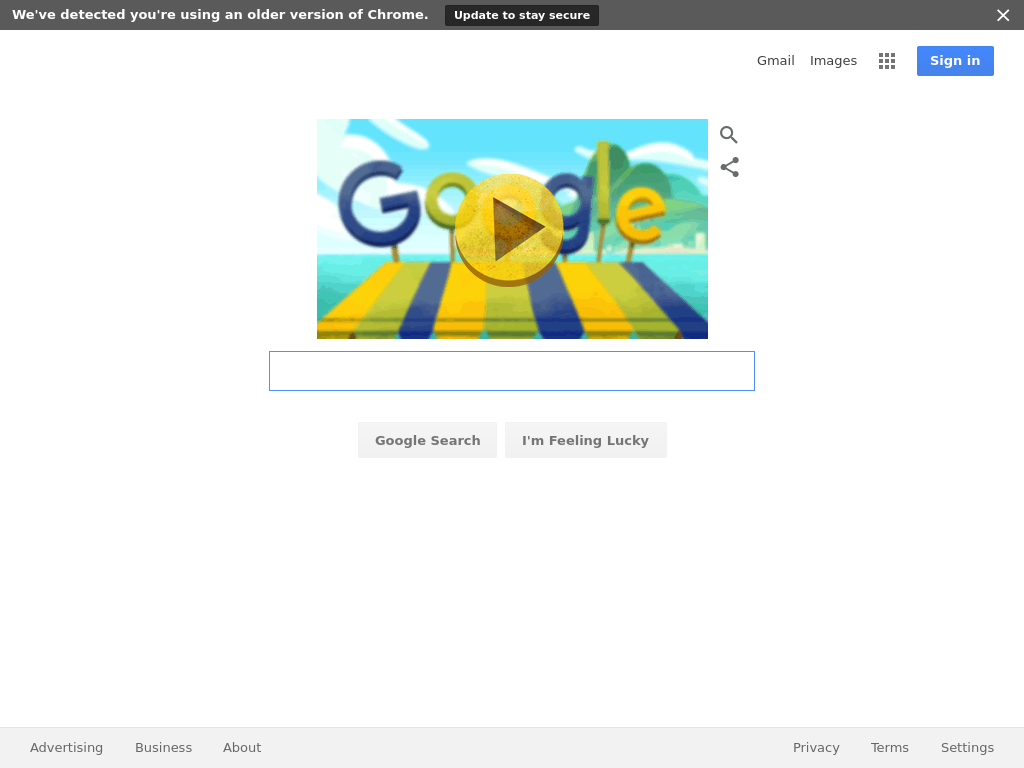 We've detected you're using an older version of Chrome. Update to stay secure
Gmail Images Sign in
Google
Google Search I'm Feeling Lucky
Advertising Business About Privacy Terms Settings